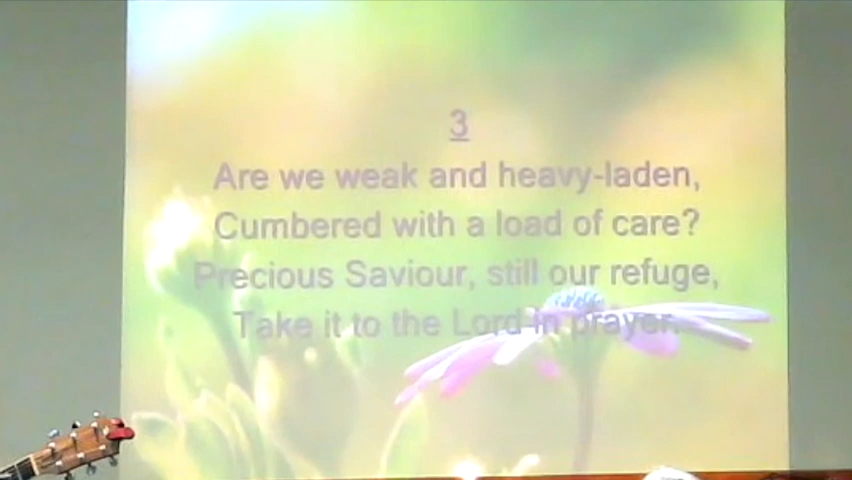 3
Are we weak and heavy-laden,
Cumbered with a load of care?
Precious Saviour, still our refuge,
Take it to the Lord in prayer.